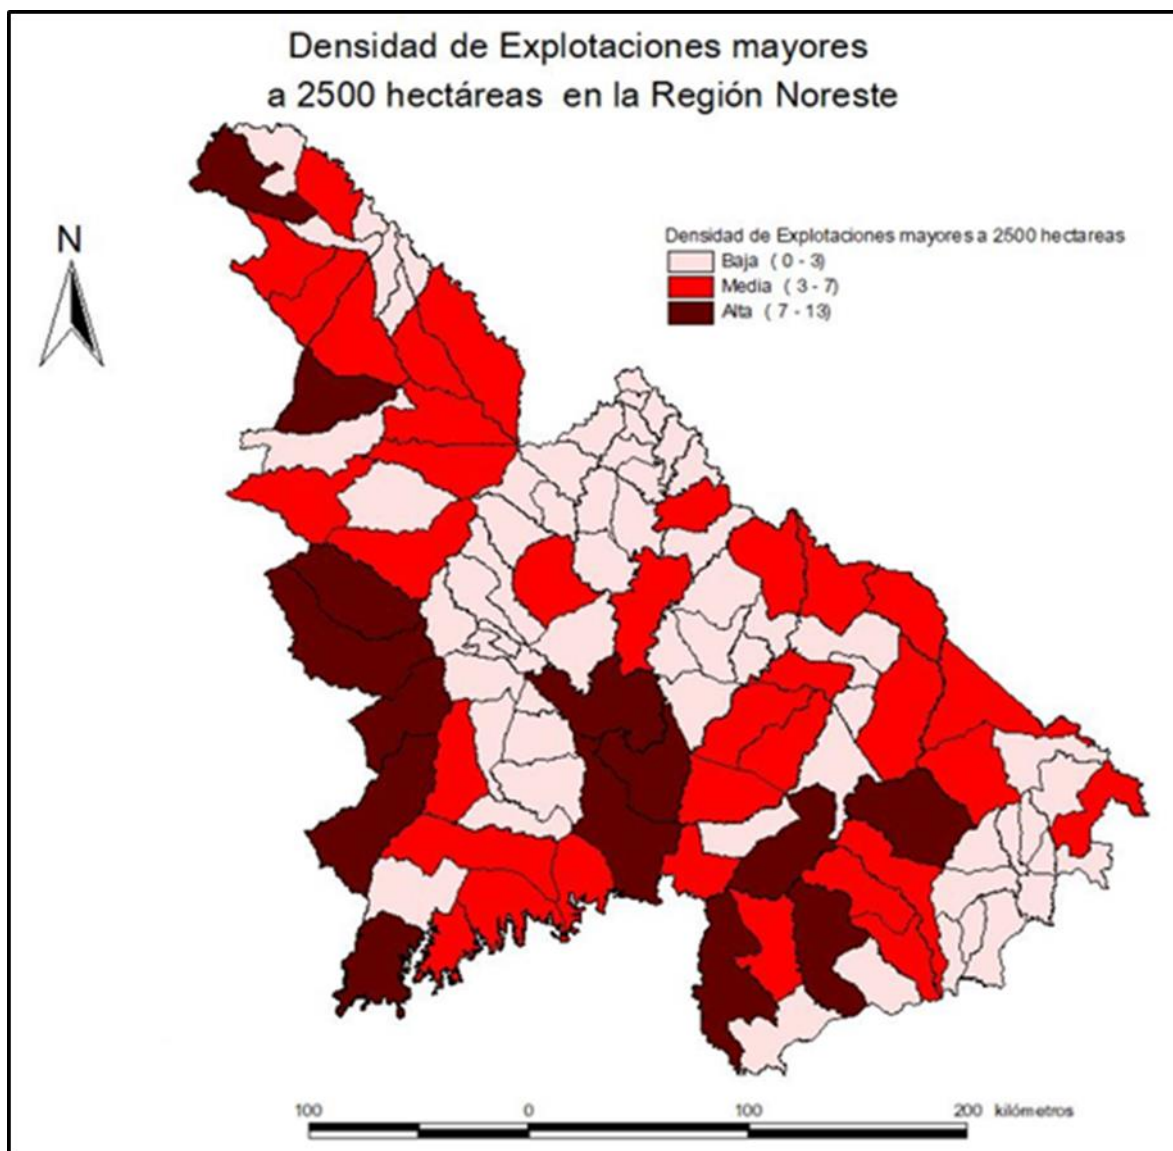 Densidad de Explotaciones mayores
a 2500 hectáreas en la Región Noreste
N
Densidad de Explotaciones mayores a 2500 hectareas
Baja ( 0 - 3)
Media ( 3 - 7)
Alta ( 7 - 13)
100 0 100 200 kilómetros